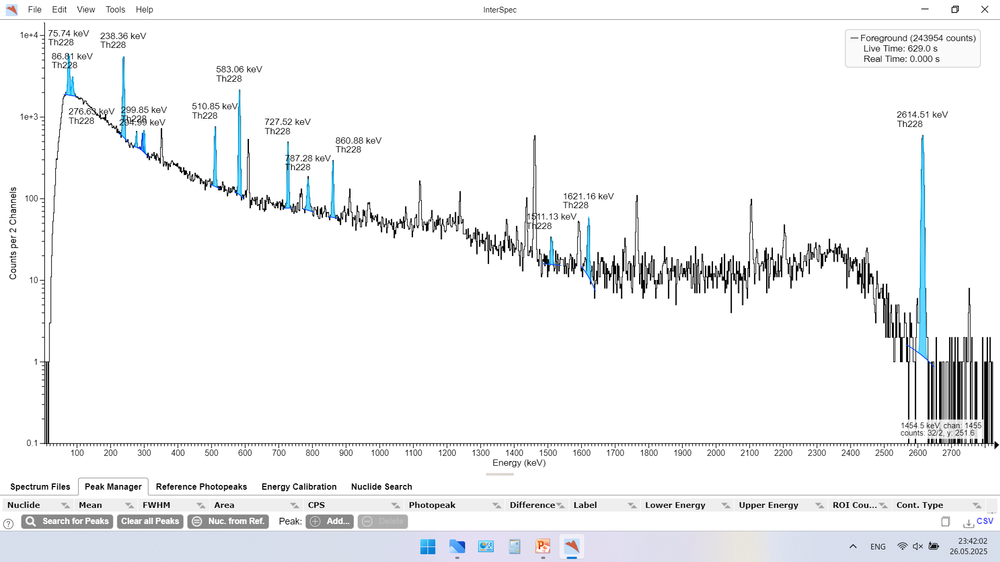 File Edit View Tools Help
InterSpec
Foreground (243954 counts)
Live Time: 629.0 s
Real Time: 0.000 s
75.74 keV
Th228
86.81 keV
Th228
238.36 keV
Th228
276.63 keV
Th228
299.85 keV
Th228
294.99 keV
510.85 keV
Th228
583.06 keV
Th228
727.52 keV
Th228
787.28 keV
Th228
860.88 keV
Th228
1511.13 keV
Th228
1621.16 keV
Th228
2614.51 keV
Th228
Counts per 2 Channels
1e+4
1e+3
100
10
1
0.1
1454.5 keV, chan: 1455
counts: 32/2, y: 251.6
100 200 300 400 500 600 700 800 900 1000 1100 1200 1300 1400 1500 1600 1700 1800 1900 2000 2100 2200 2300 2400 2500 2600 2700
Energy (keV)
Spectrum Files Peak Manager Reference Photopeaks Energy Calibration Nuclide Search
Nuclide Mean FWHM Area CPS Photopeak Difference Label Lower Energy Upper Energy ROI Cou... Cont. Type
? Search for Peaks Clear all Peaks Nuc. from Ref. Peak: Add... Delete CSV
ENG
23:42:02
26.05.2025